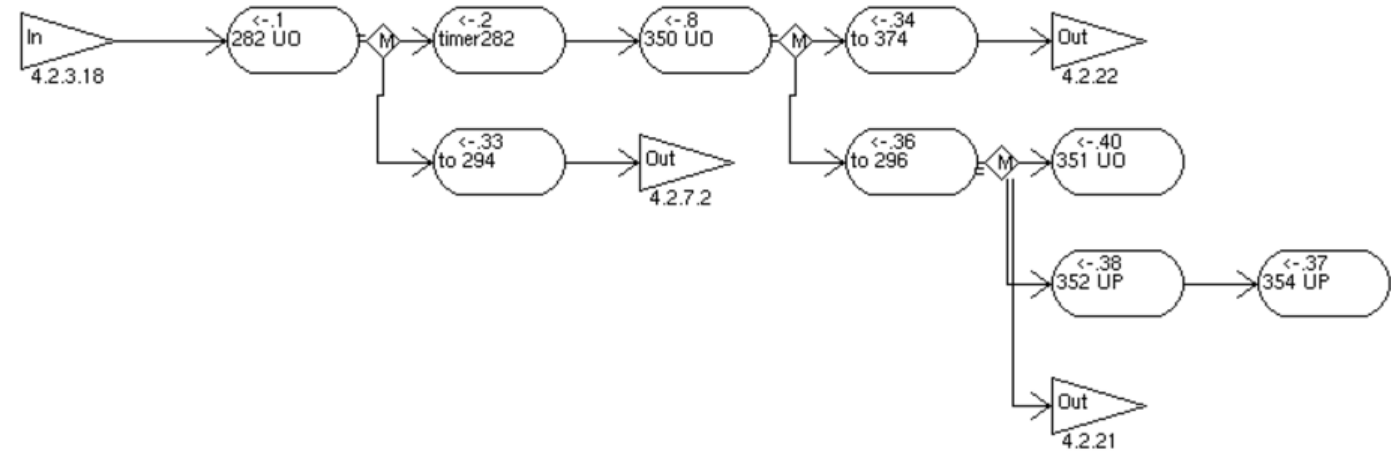 In
4.2.3.18
<-.1
282 UO
M
<-.2
timer282
<-.8
350 UO
M
<-.34
to 374
Out
4.2.22
<-.33
to 294
Out
4.2.7.2
<-.36
to 296
M
<-.40
351 UO
<-.38
352 UP
<-.37
354 UP
Out
4.2.21